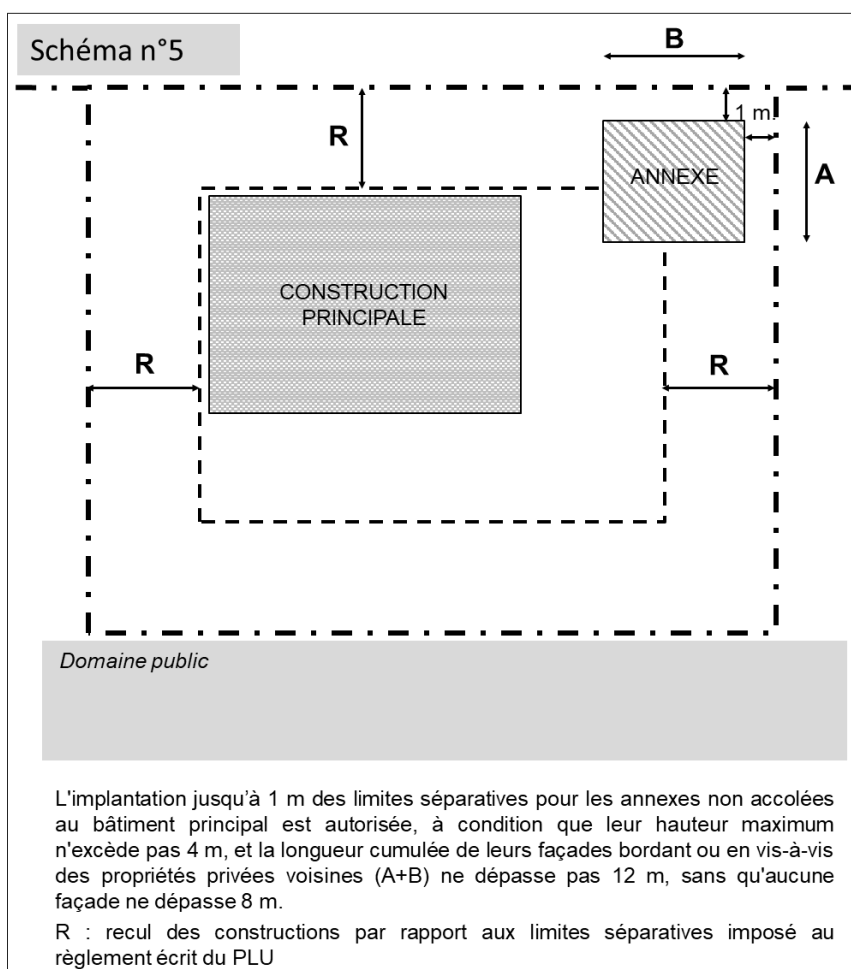 Schéma n°5
B
1 m.
R
ANNEXE
A
CONSTRUCTION
PRINCIPALE
R
R
Domaine public
L'implantation jusqu'à 1 m des limites séparatives pour les annexes non accolées
au bâtiment principal est autorisée, à condition que leur hauteur maximum
n'excède pas 4 m, et la longueur cumulée de leurs façades bordant ou en vis-à-vis
des propriétés privées voisines (A+B) ne dépasse pas 12 m, sans qu'aucune
façade ne dépasse 8 m.
R : recul des constructions par rapport aux limites séparatives imposé au
règlement écrit du PLU